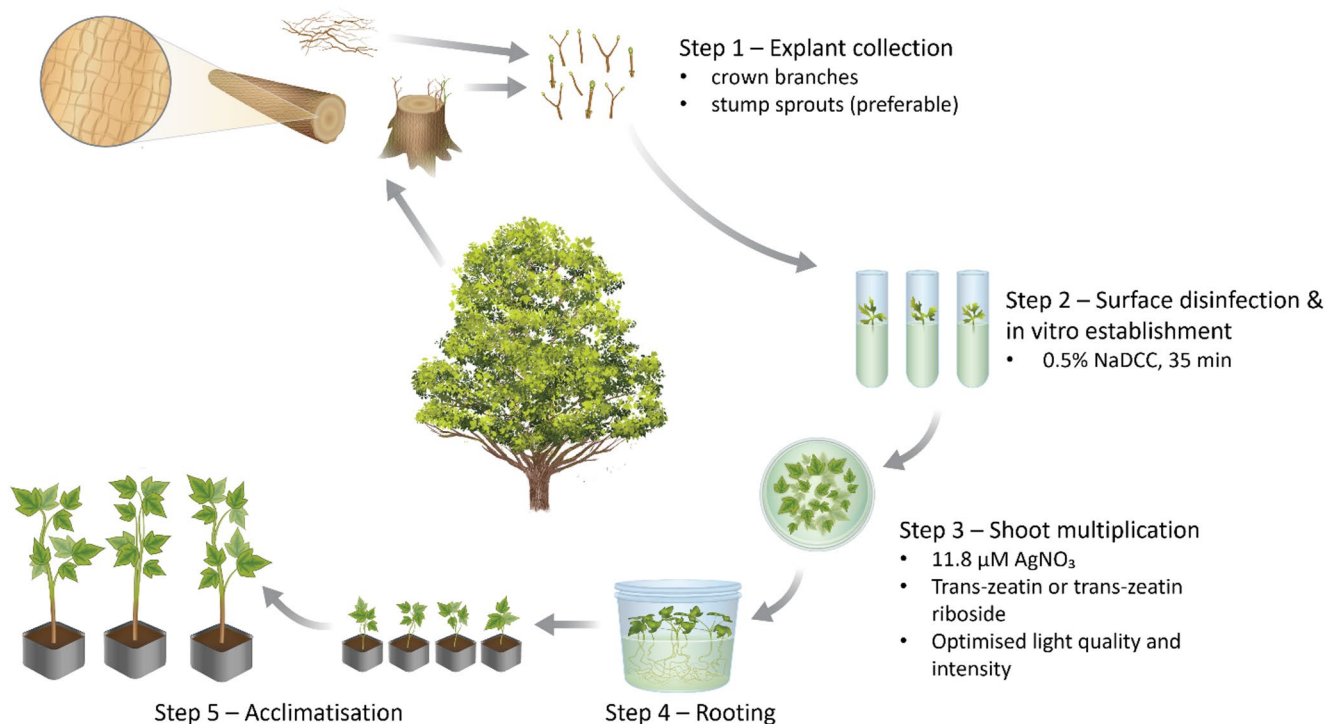 Step 1 – Explant collection
• crown branches
• stump sprouts (preferable)
Step 2 – Surface disinfection &
in vitro establishment
• 0.5% NaDCC, 35 min
Step 3 – Shoot multiplication
• 11.8 µM AgNO₃
• Trans-zeatin or trans-zeatin
riboside
• Optimised light quality and
intensity
Step 4 – Rooting
Step 5 – Acclimatisation